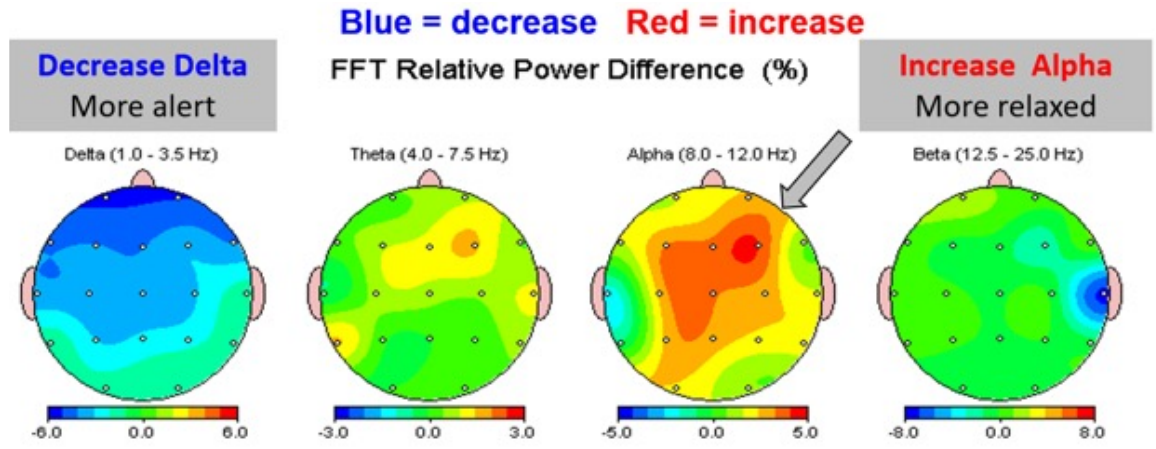 Blue = decrease Red = increase
Decrease Delta
More alert
FFT Relative Power Difference (%)
Increase Alpha
More relaxed
Delta (1.0 - 3.5 Hz)
Theta (4.0 - 7.5 Hz)
Alpha (8.0 - 12.0 Hz)
Beta (12.5 - 25.0 Hz)
-6.0 0.0 6.0
-3.0 0.0 3.0
-5.0 0.0 5.0
-8.0 0.0 8.0